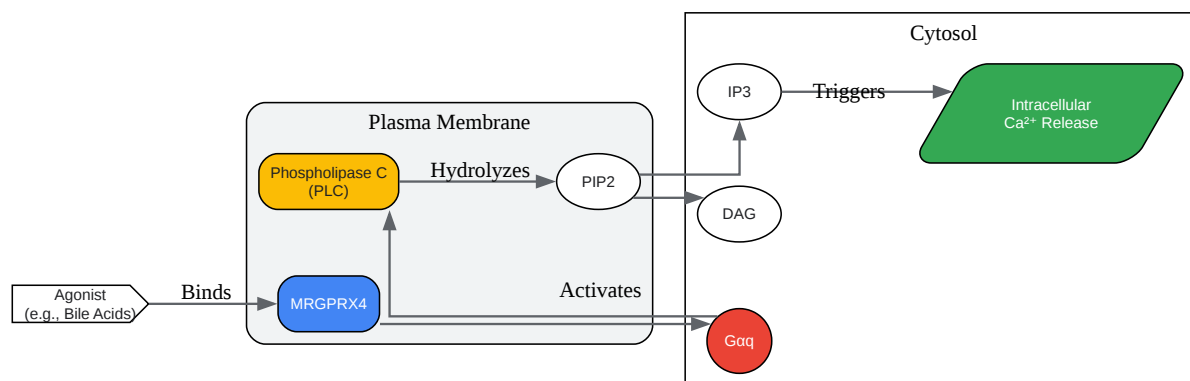 Cytosol
IP3
Triggers
Intracellular
Ca²⁺ Release
Plasma Membrane
Phospholipase C
(PLC)
Hydrolyzes
PIP2
DAG
Agonist
(e.g., Bile Acids)
Binds
MRGPRX4
Activates
Gαq